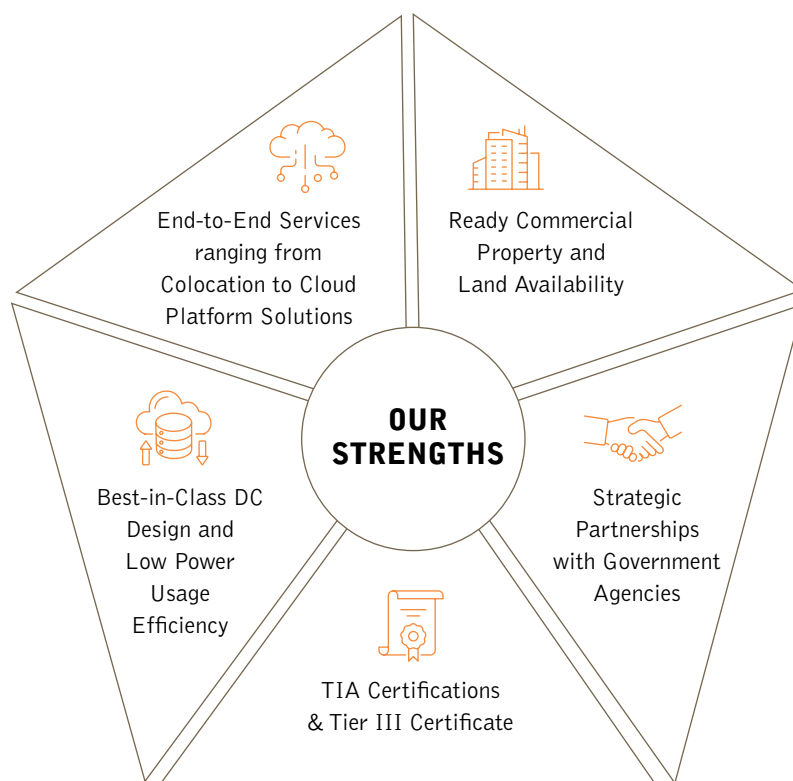 End-to-End Services
ranging from
Colocation to Cloud
Platform Solutions
Ready Commercial
Property and
Land Availability
OUR
STRENGTHS
Best-in-Class DC
Design and
Low Power
Usage
Efficiency
Strategic
Partnerships
with Government
Agencies
TIA Certifications
& Tier III Certificate